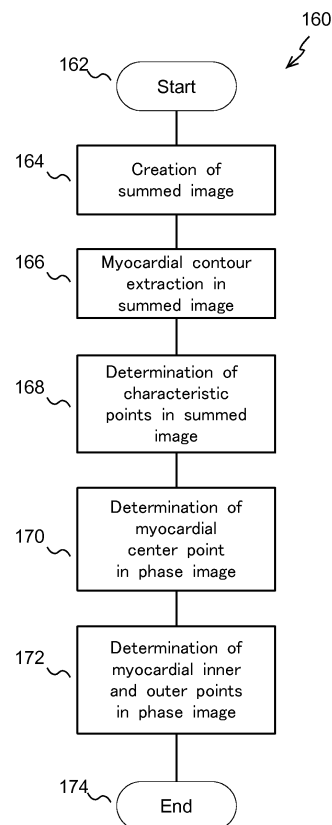 160
162
Start
164
Creation of
summed image
166
Myocardial contour
extraction in
summed image
168
Determination of
characteristic
points in summed
image
170
Determination of
myocardial
center point
in phase image
172
Determination of
myocardial inner
and outer points
in phase image
174
End